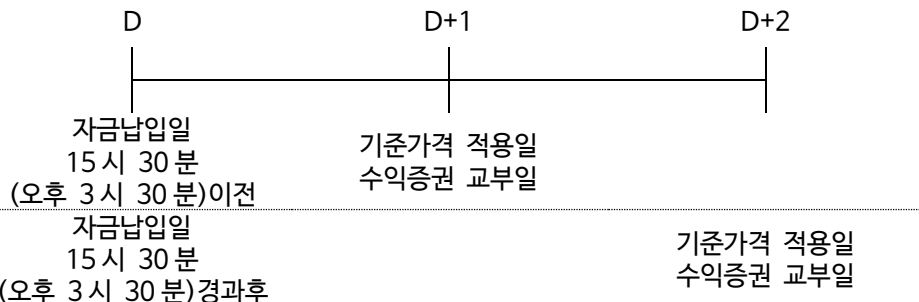 D D+1 D+2
자금납입일
15시 30분
(오후 3시 30분)이전
기준가격 적용일
수익증권 교부일
자금납입일
15시 30분
(오후 3시 30분)경과후
기준가격 적용일
수익증권 교부일